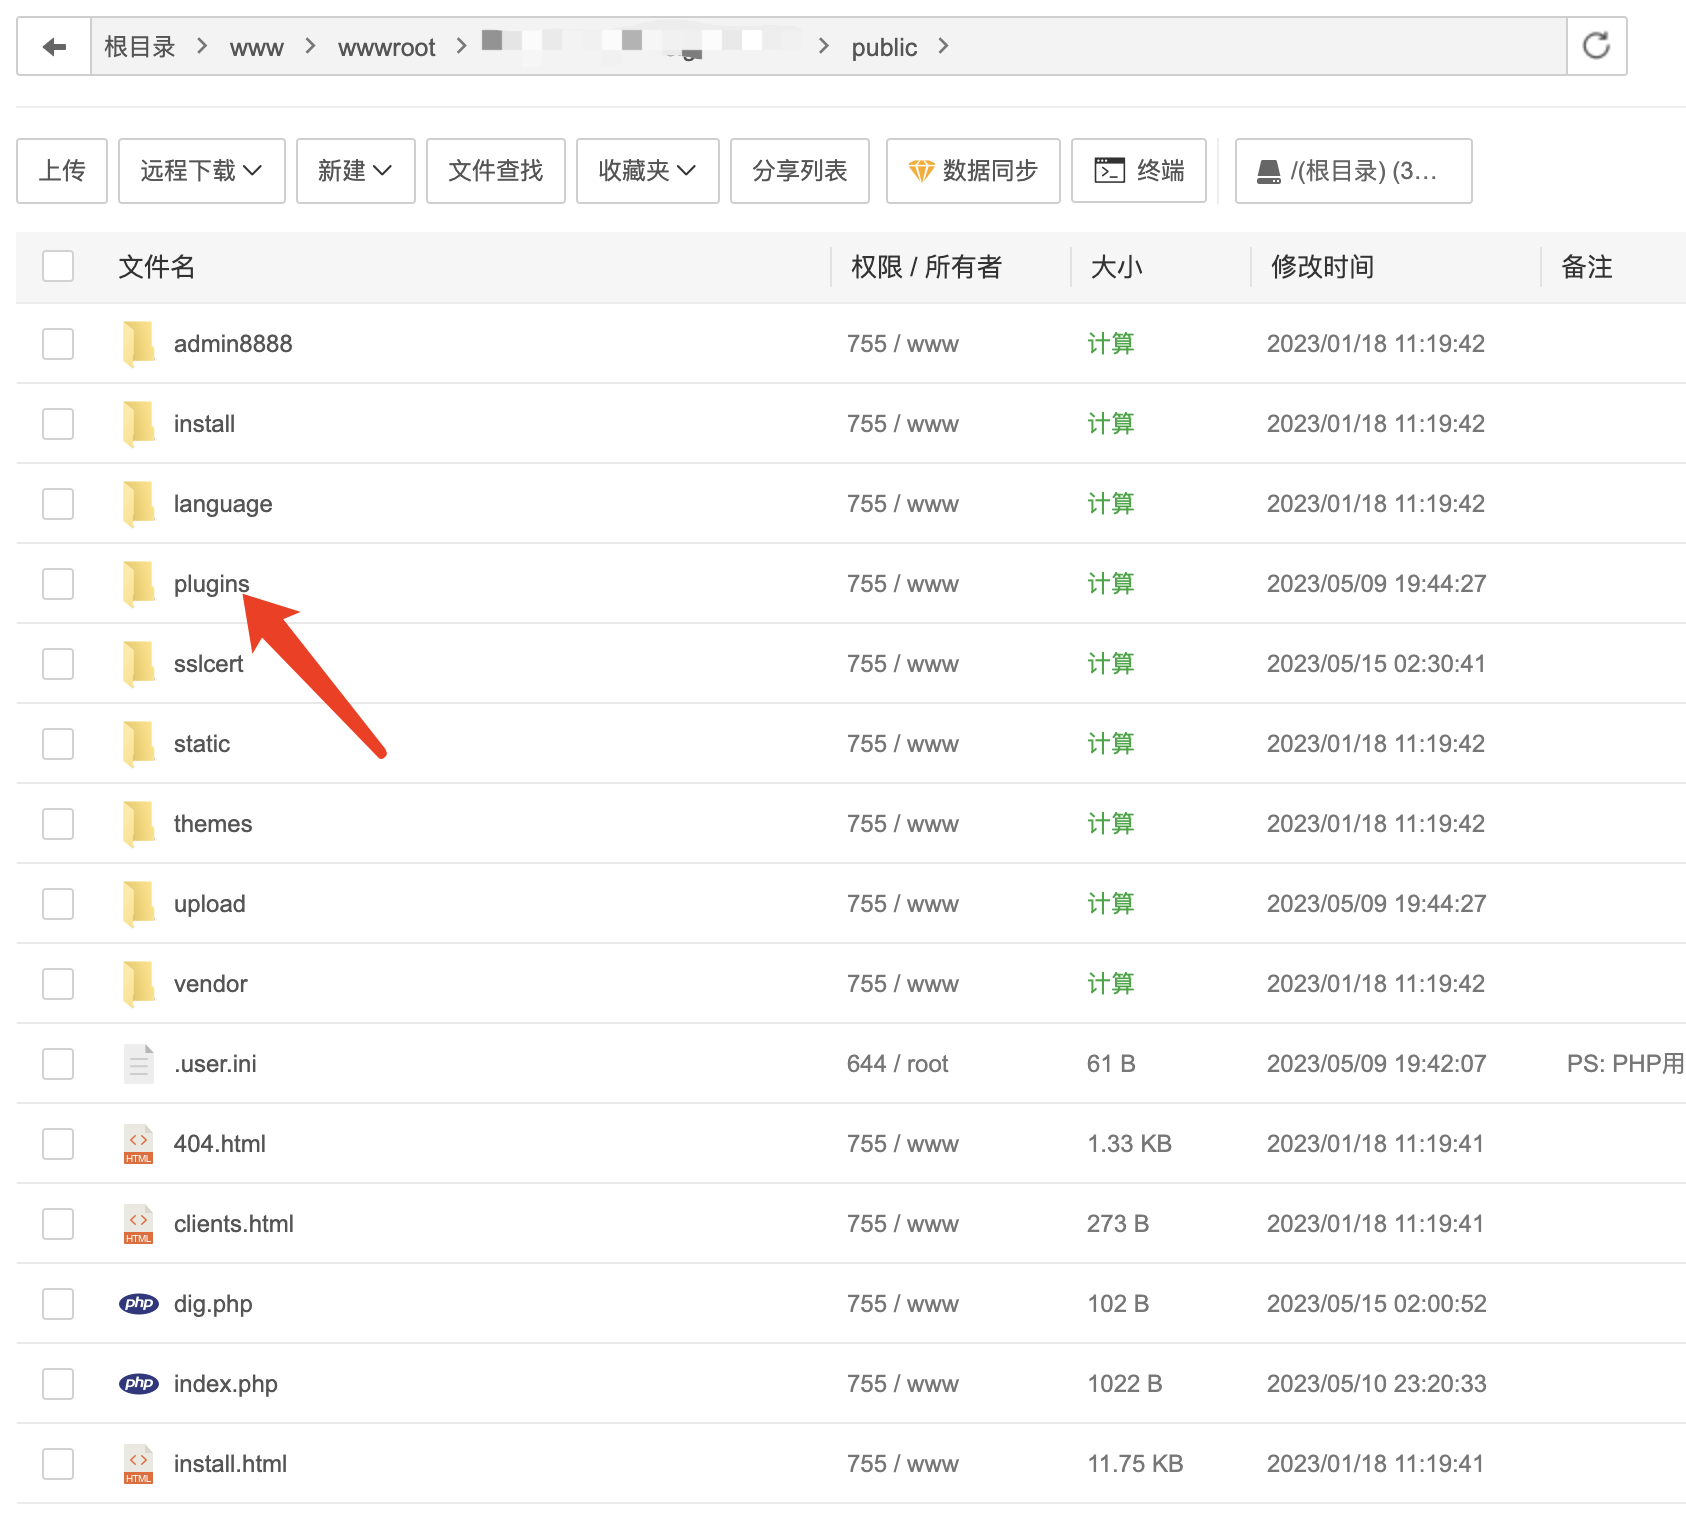 根目录 > www > wwwroot > > public >
上传 远程下载 新建 文件查找 收藏夹 分享列表 数据同步 终端 /(根目录) (3...
文件名 权限 / 所有者 大小 修改时间 备注
admin8888 755 / www 计算 2023/01/18 11:19:42
install 755 / www 计算 2023/01/18 11:19:42
language 755 / www 计算 2023/01/18 11:19:42
plugins 755 / www 计算 2023/05/09 19:44:27
sslcert 755 / www 计算 2023/05/15 02:30:41
static 755 / www 计算 2023/01/18 11:19:42
themes 755 / www 计算 2023/01/18 11:19:42
upload 755 / www 计算 2023/05/09 19:44:27
vendor 755 / www 计算 2023/01/18 11:19:42
.user.ini 644 / root 61 B 2023/05/09 19:42:07 PS: PHP用
<> HTML 404.html 755 / www 1.33 KB 2023/01/18 11:19:41
<> HTML clients.html 755 / www 273 B 2023/01/18 11:19:41
php dig.php 755 / www 102 B 2023/05/15 02:00:52
php index.php 755 / www 1022 B 2023/05/10 23:20:33
<> HTML install.html 755 / www 11.75 KB 2023/01/18 11:19:41